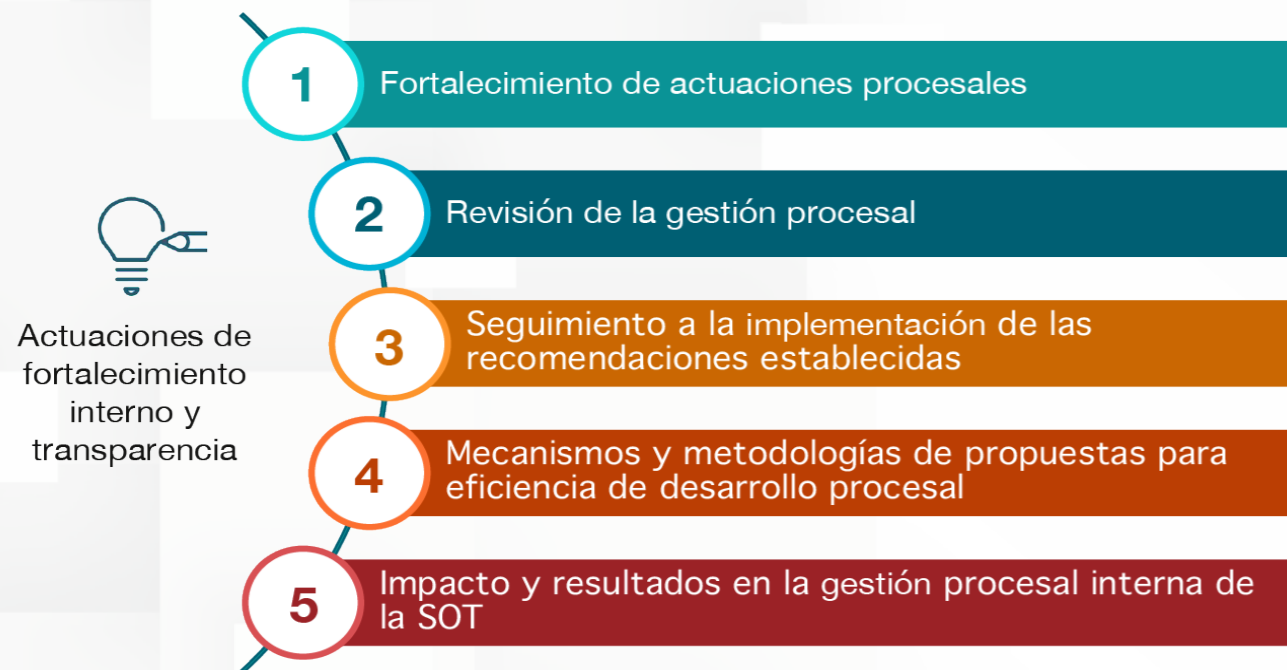 1
Fortalecimiento de actuaciones procesales
2
Revisión de la gestión procesal
Actuaciones de
fortalecimiento
interno y
transparencia
3
Seguimiento a la implementación de las
recomendaciones establecidas
4
Mecanismos y metodologías de propuestas para
eficiencia de desarrollo procesal
5
Impacto y resultados en la gestión procesal interna de
la SOT